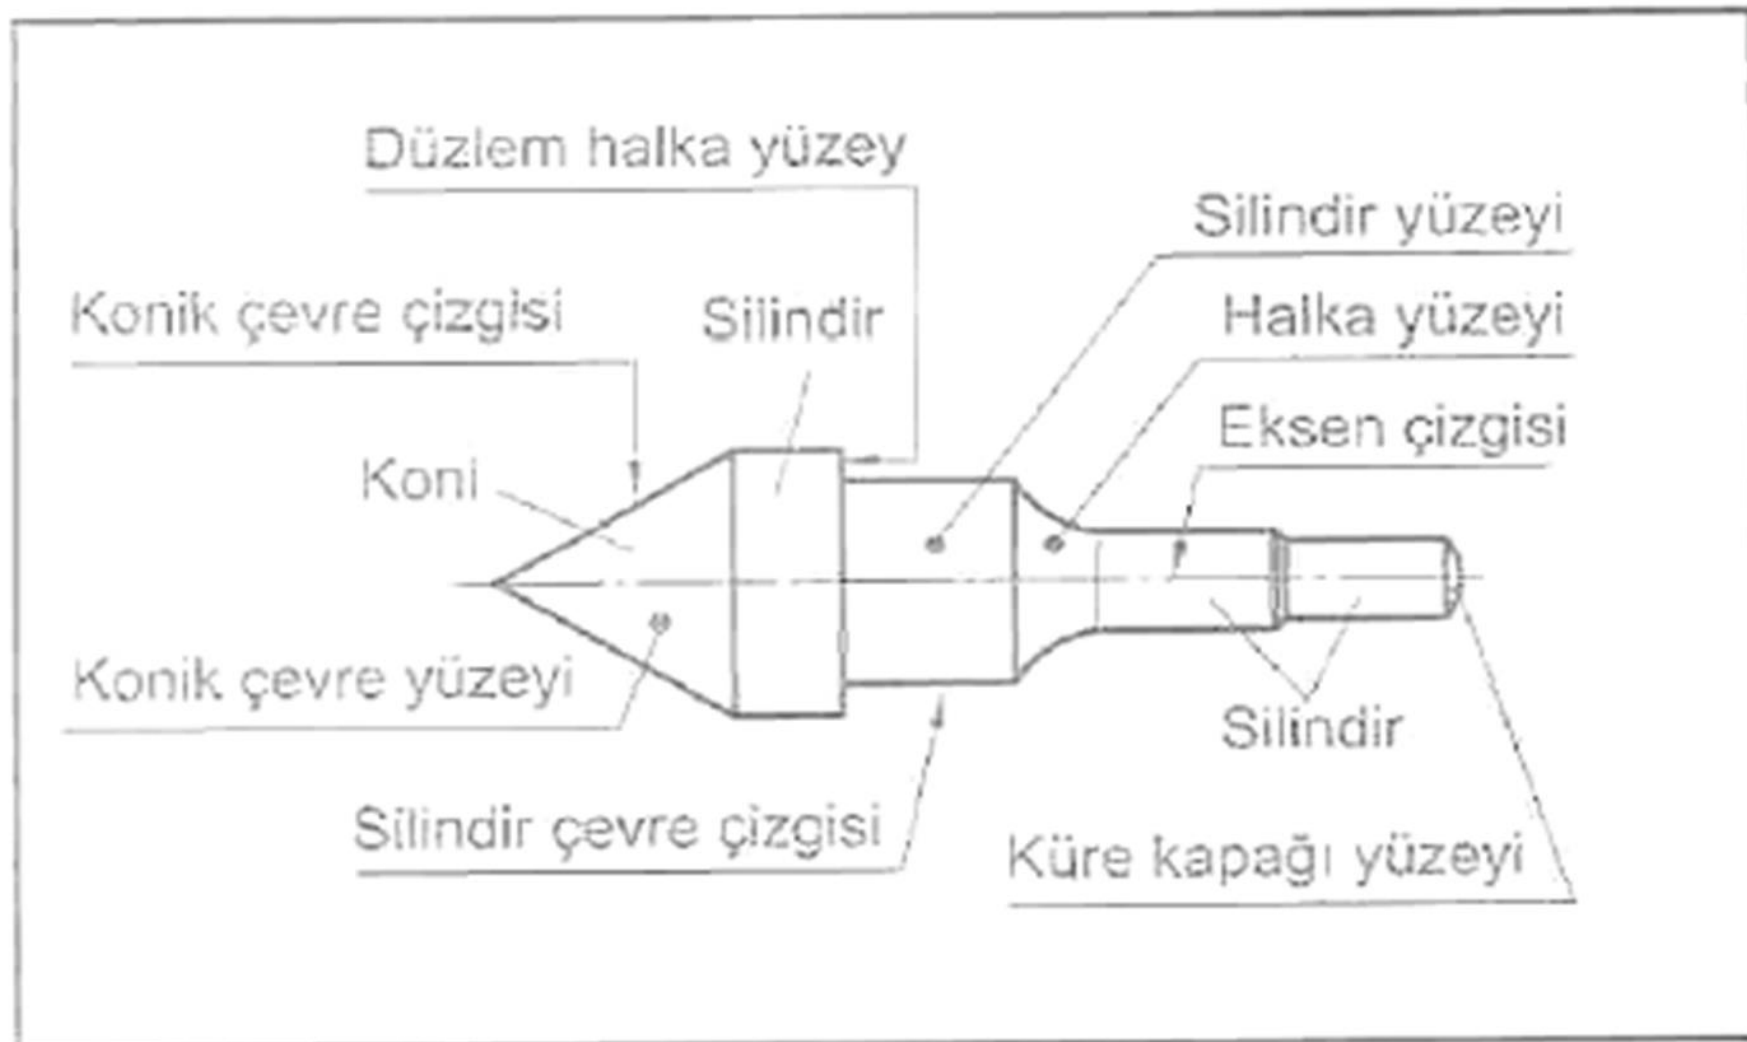 Düzlem halka yüzey
Silindir yüzeyi
Konik çevre çizgisi
Silindir
Halka yüzeyi
Eksen çizgisi
Koni
Konik çevre yüzeyi
Silindir
Silindir çevre çizgisi
Küre kapağı yüzeyi